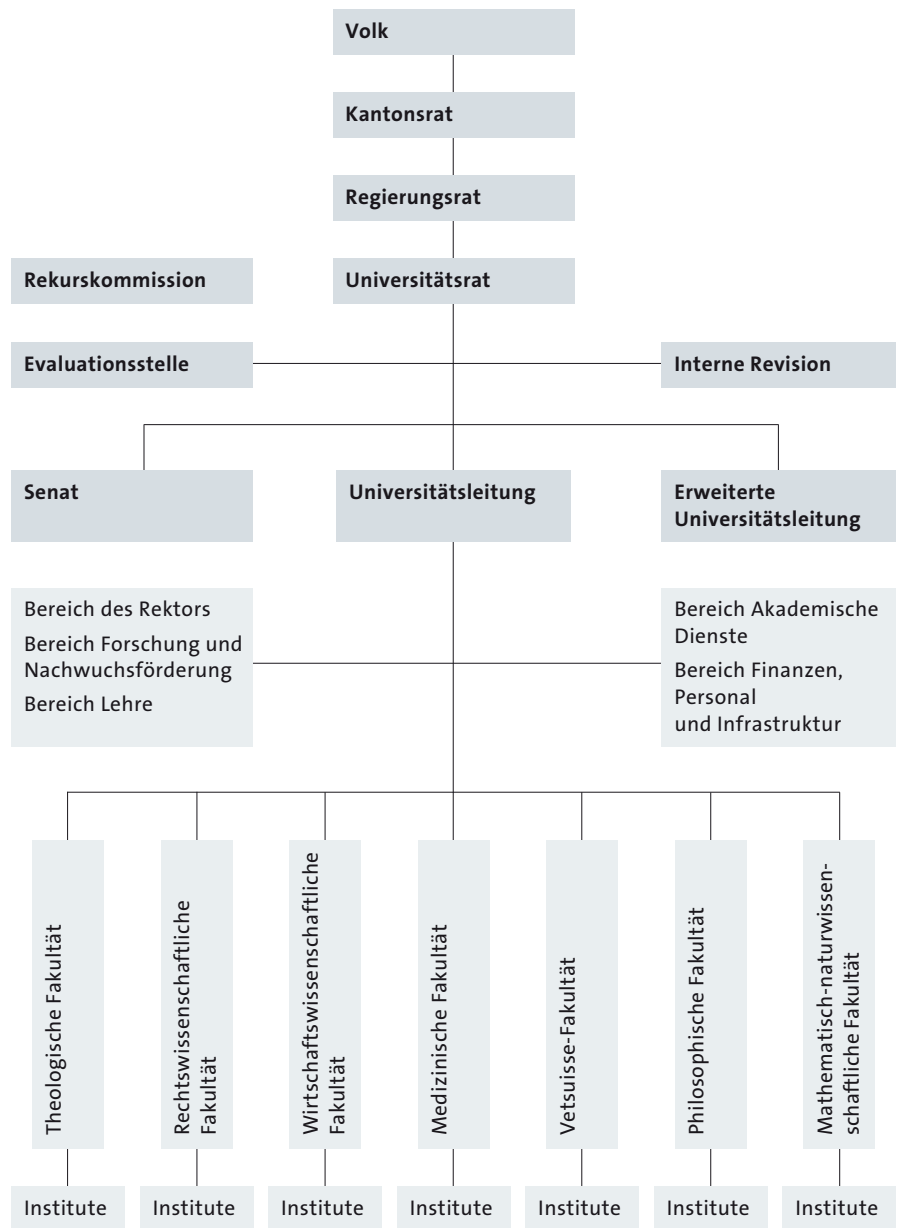 Volk
Kantonsrat
Regierungsrat
Rekurskommission
Universitätsrat
Evaluationsstelle
Interne Revision
Senat
Universitätsleitung
Erweiterte
Universitätsleitung
Bereich des Rektors
Bereich Forschung und
Nachwuchsförderung
Bereich Lehre
Bereich Akademische
Dienste
Bereich Finanzen,
Personal
und Infrastruktur
Theologische Fakultät
Rechtswissenschaftliche
Fakultät
Wirtschaftswissenschaftliche
Fakultät
Medizinische Fakultät
Vetsuisse-Fakultät
Philosophische Fakultät
Mathematisch-naturwissen-
schaftliche Fakultät
Institute
Institute
Institute
Institute
Institute
Institute
Institute